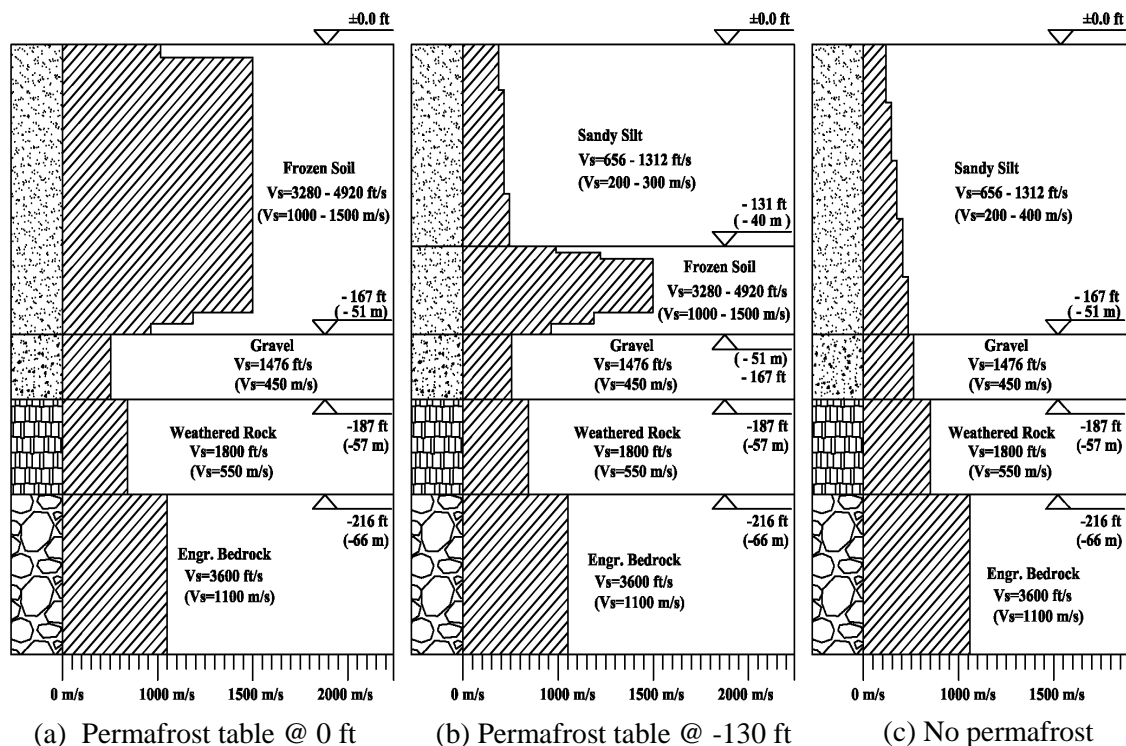 ±0.0 ft
Frozen Soil
Vs=3280 - 4920 ft/s
(Vs=1000 - 1500 m/s)
- 167 ft
(- 51 m)
Gravel
Vs=1476 ft/s
(Vs=450 m/s)
-187 ft
(-57 m)
Weathered Rock
Vs=1800 ft/s
(Vs=550 m/s)
-216 ft
(-66 m)
Engr. Bedrock
Vs=3600 ft/s
(Vs=1100 m/s)
0 m/s 1000 m/s 1500 m/s 2000 m/s
(a) Permafrost table @ 0 ft
±0.0 ft
Sandy Silt
Vs=656 - 1312 ft/s
(Vs=200 - 300 m/s)
- 131 ft
(- 40 m)
Frozen Soil
Vs=3280 - 4920 ft/s
(Vs=1000 - 1500 m/s)
Gravel
Vs=1476 ft/s
(Vs=450 m/s)
(- 51 m)
- 167 ft
-187 ft
(-57 m)
Weathered Rock
Vs=1800 ft/s
(Vs=550 m/s)
-216 ft
(-66 m)
Engr. Bedrock
Vs=3600 ft/s
(Vs=1100 m/s)
0 m/s 1000 m/s 1500 m/s 2000 m/s
(b) Permafrost table @ -130 ft
±0.0 ft
Sandy Silt
Vs=656 - 1312 ft/s
(Vs=200 - 400 m/s)
- 167 ft
(- 51 m)
Gravel
Vs=1476 ft/s
(Vs=450 m/s)
-187 ft
(-57 m)
Weathered Rock
Vs=1800 ft/s
(Vs=550 m/s)
-216 ft
(-66 m)
Engr. Bedrock
Vs=3600 ft/s
(Vs=1100 m/s)
0 m/s 1000 m/s 1500 m/s
(c) No permafrost